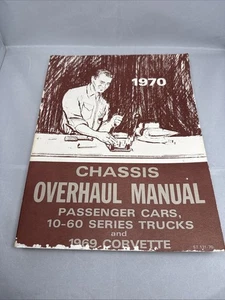 1970
CHASSIS
OVERHAUL MANUAL
PASSENGER CARS,
10-60 SERIES TRUCKS
and
1969 CORVETTE